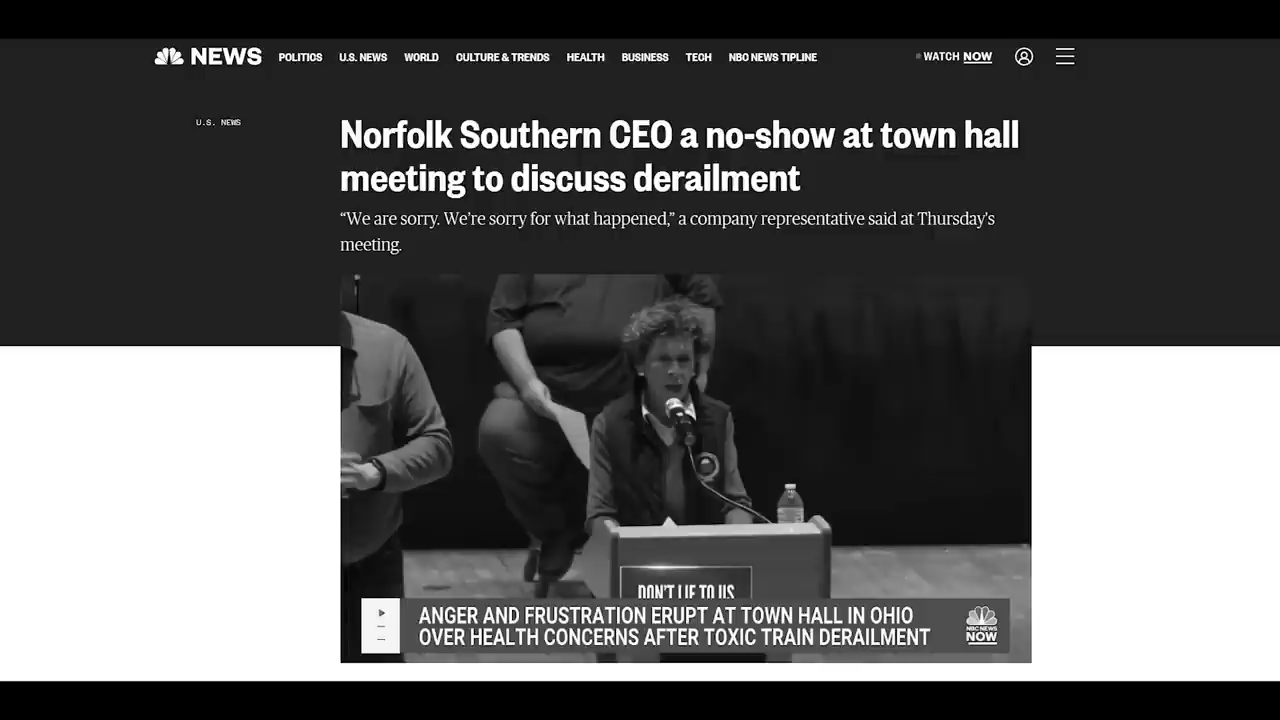 NEWS POLITICS U.S. NEWS WORLD CULTURE & TRENDS HEALTH BUSINESS TECH NBC NEWS TIPLINE WATCH NOW
U.S. NEWS
Norfolk Southern CEO a no-show at town hall
meeting to discuss derailment
“We are sorry. We’re sorry for what happened,” a company representative said at Thursday’s
meeting.
DON'T LIE TO US
ANGER AND FRUSTRATION ERUPT AT TOWN HALL IN OHIO
OVER HEALTH CONCERNS AFTER TOXIC TRAIN DERAILMENT
NBC NEWS
NOW